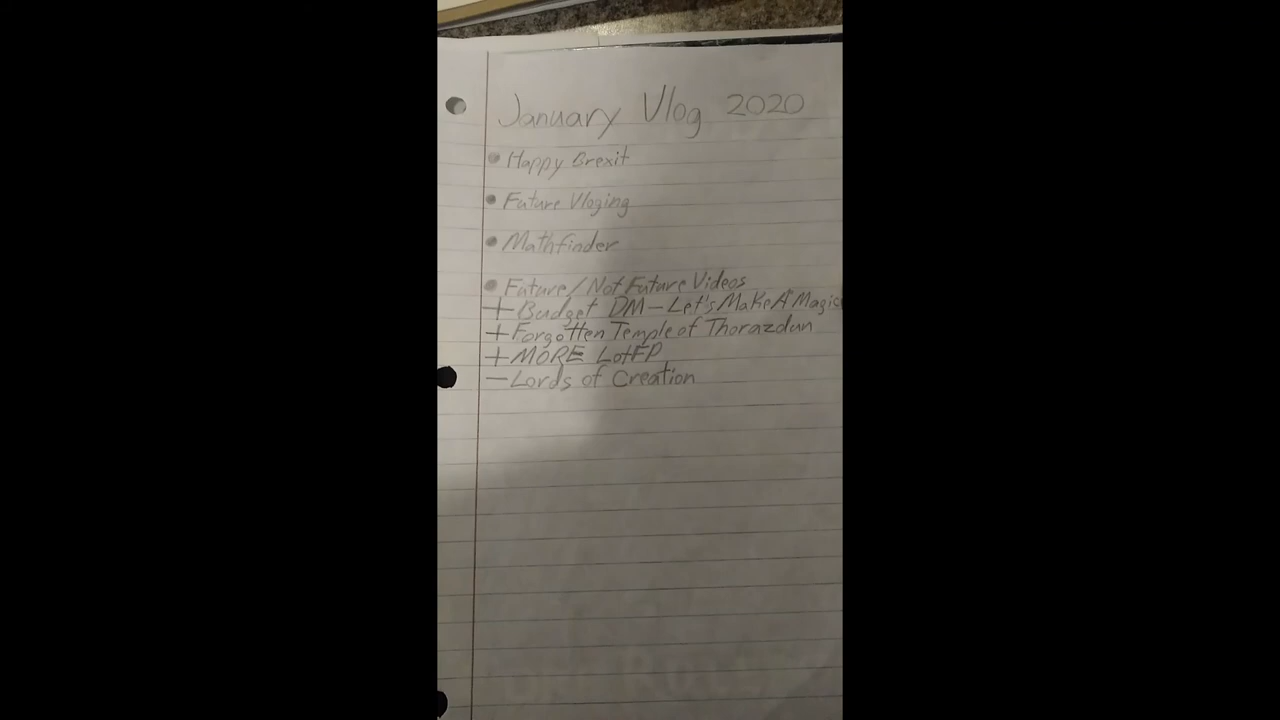 January Vlog 2020
• Happy Brexit
• Future Vloging
• Mathfinder
• Future/Not Future Videos
+ Budget DM - Let's Make A Magic
+ Forgotten Temple of Thorazdun
+ MORE LotFP
- Lords of Creation